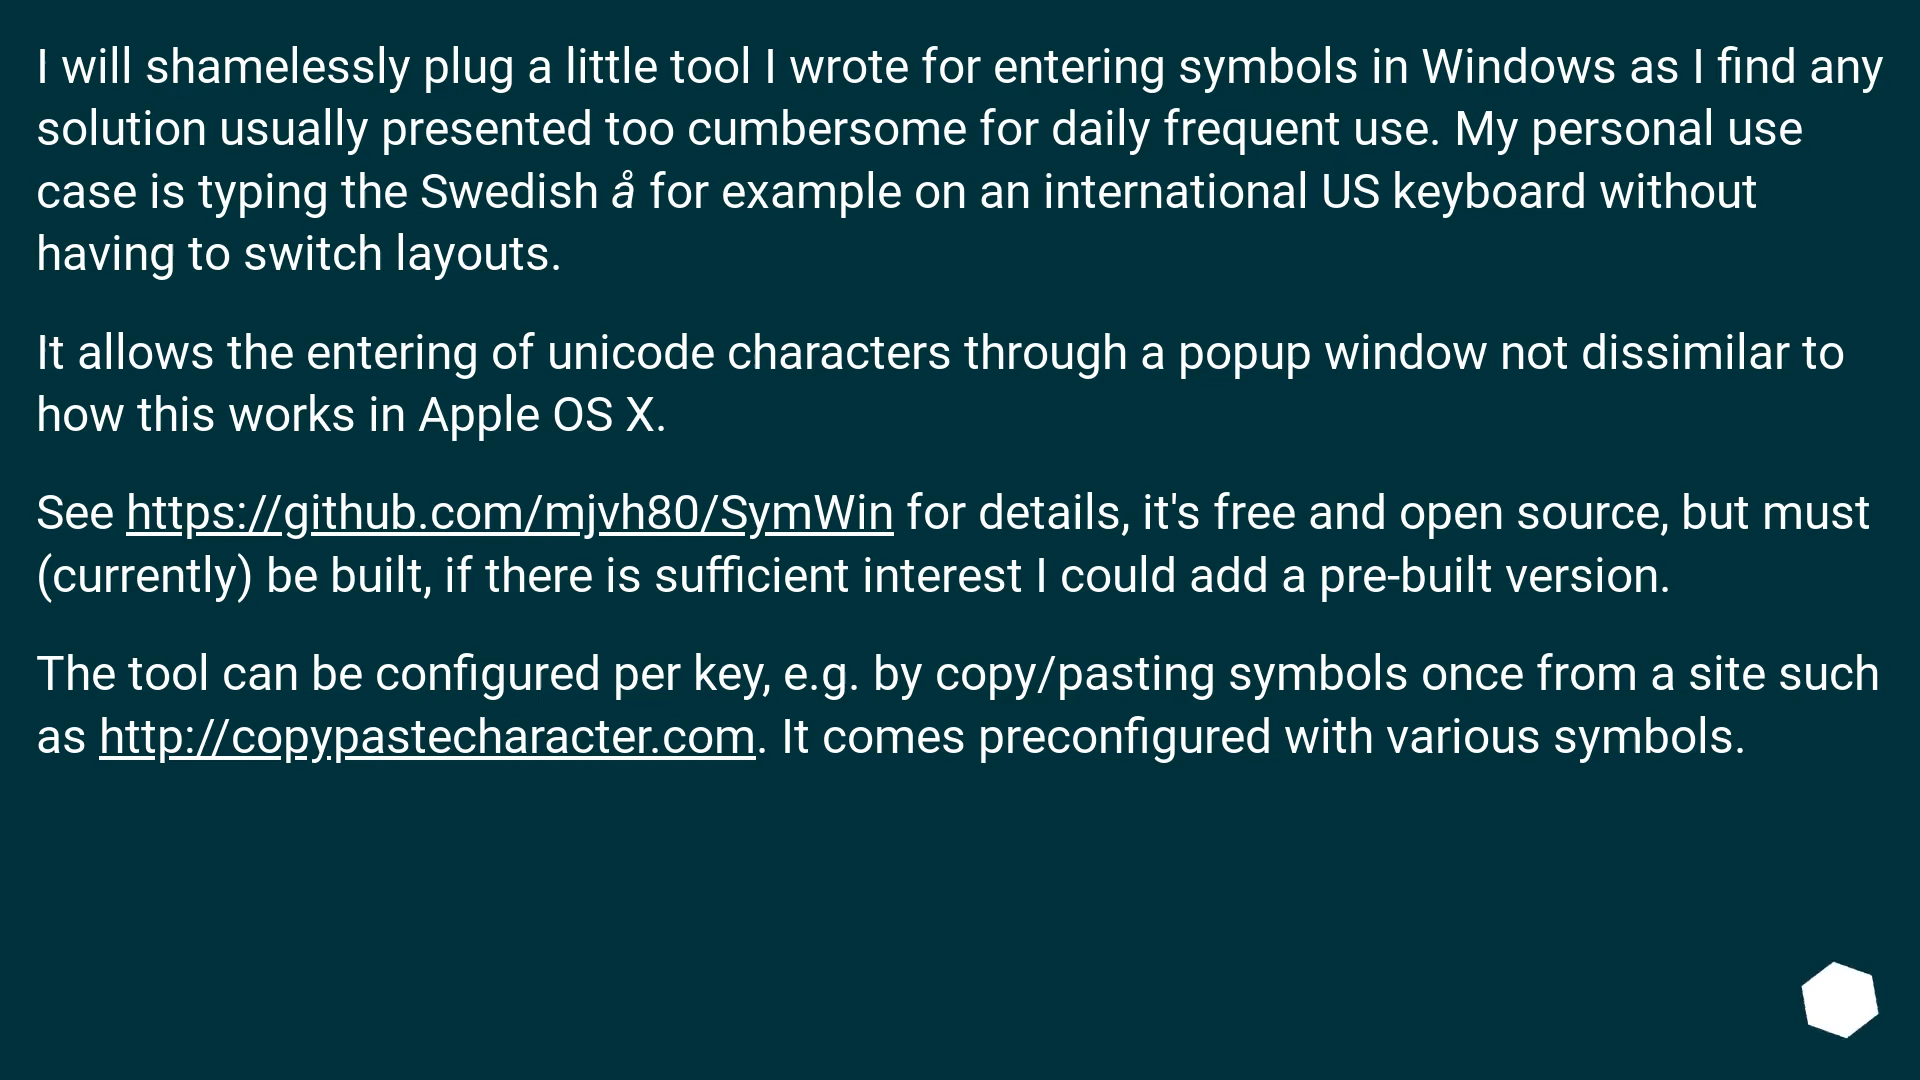 I will shamelessly plug a little tool I wrote for entering symbols in Windows as I find any
solution usually presented too cumbersome for daily frequent use. My personal use
case is typing the Swedish å for example on an international US keyboard without
having to switch layouts.
It allows the entering of unicode characters through a popup window not dissimilar to
how this works in Apple OS X.
See https://github.com/mjvh80/SymWin for details, it's free and open source, but must
(currently) be built, if there is sufficient interest I could add a pre-built version.
The tool can be configured per key, e.g. by copy/pasting symbols once from a site such
as http://copypastecharacter.com. It comes preconfigured with various symbols.